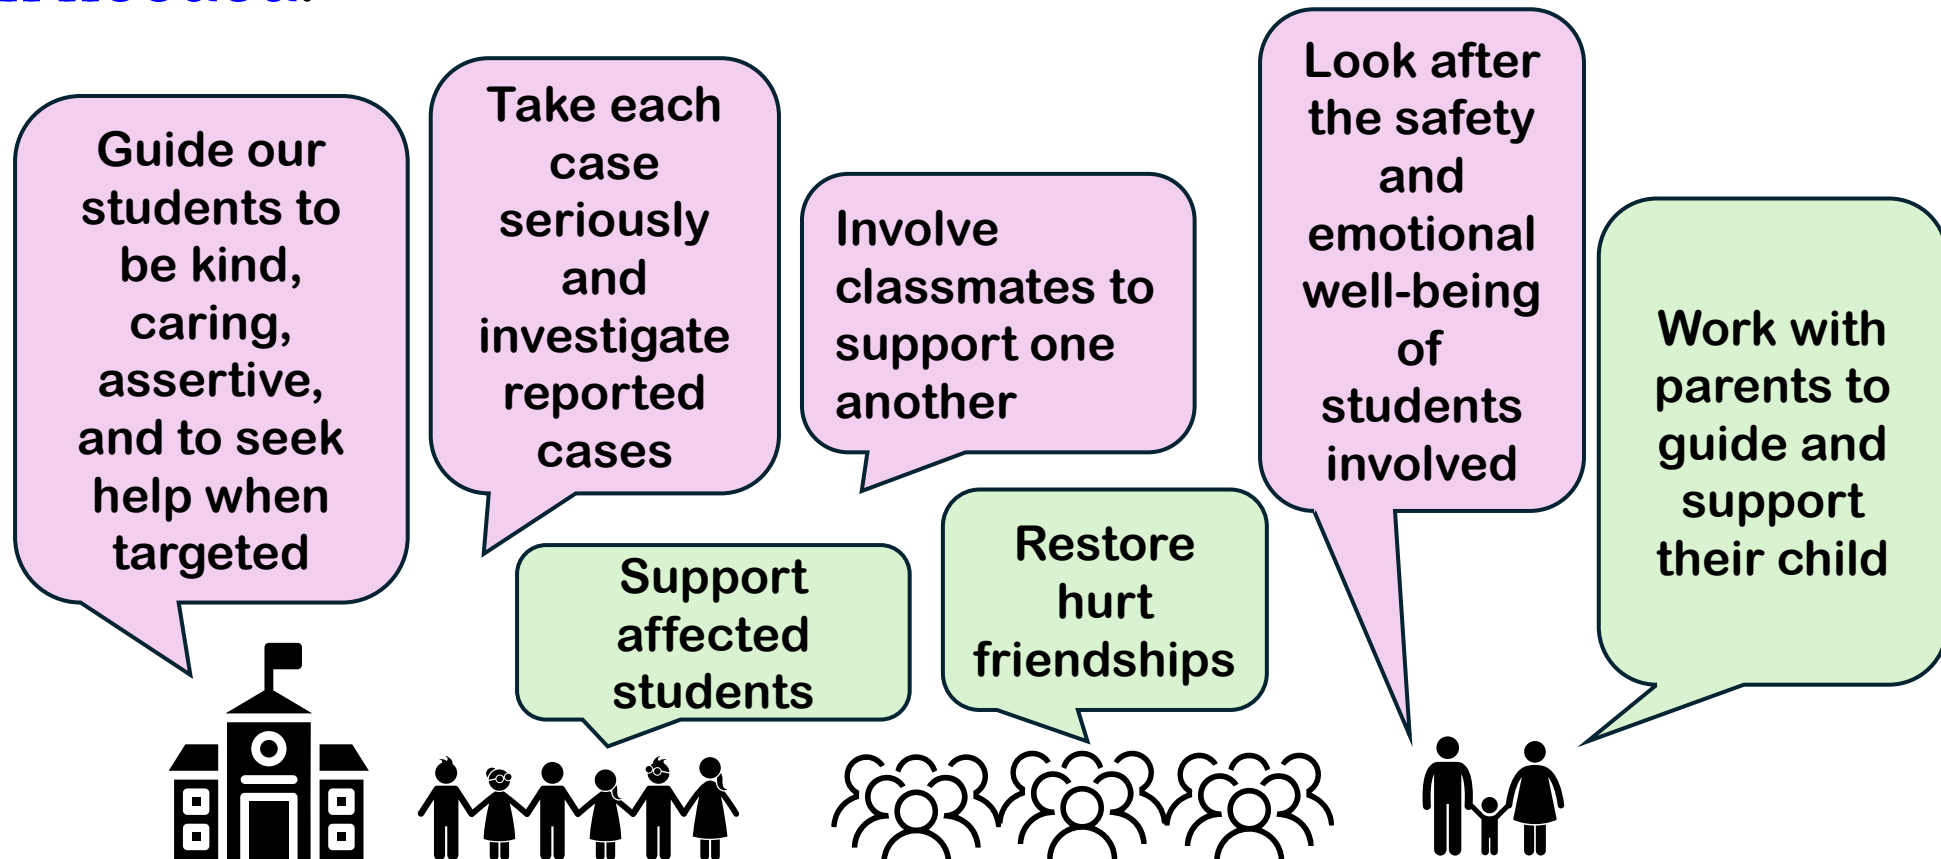 Guide our
students to
be kind,
caring,
assertive,
and to seek
help when
targeted
Take each
case
seriously
and
investigate
reported
cases
Involve
classmates to
support one
another
Look after
the safety
and
emotional
well-being
of
students
involved
Work with
parents to
guide and
support
their child
Support
affected
students
Restore
hurt
friendships